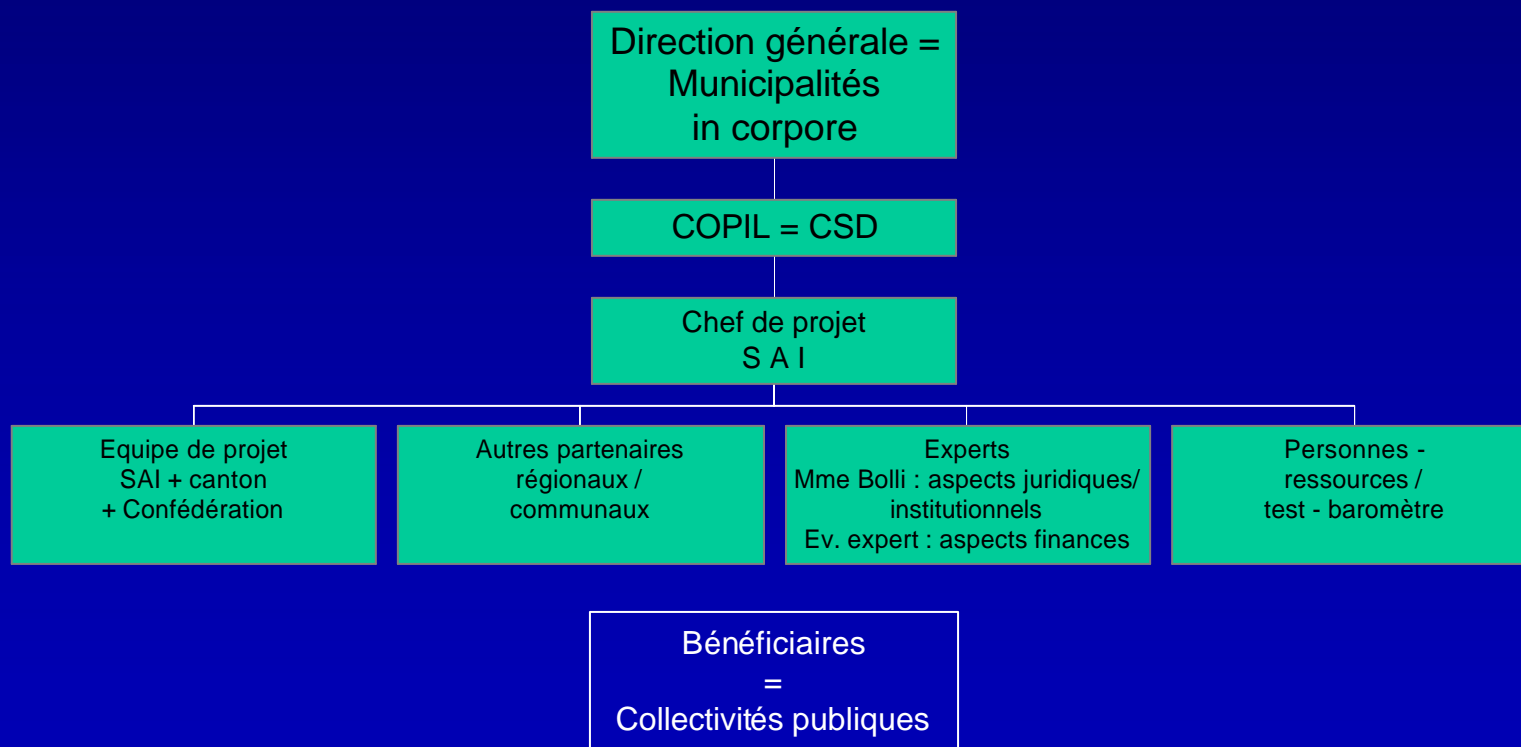 Direction générale =
Municipalités
in corpore
COPIL = CSD
Chef de projet
S A I
Equipe de projet
SAI + canton
+ Confédération
Autres partenaires
régionaux /
communaux
Experts
Mme Bolli : aspects juridiques/
institutionnels
Ev. expert : aspects finances
Personnes -
ressources /
test - baromètre
Bénéficiaires
=
Collectivités publiques